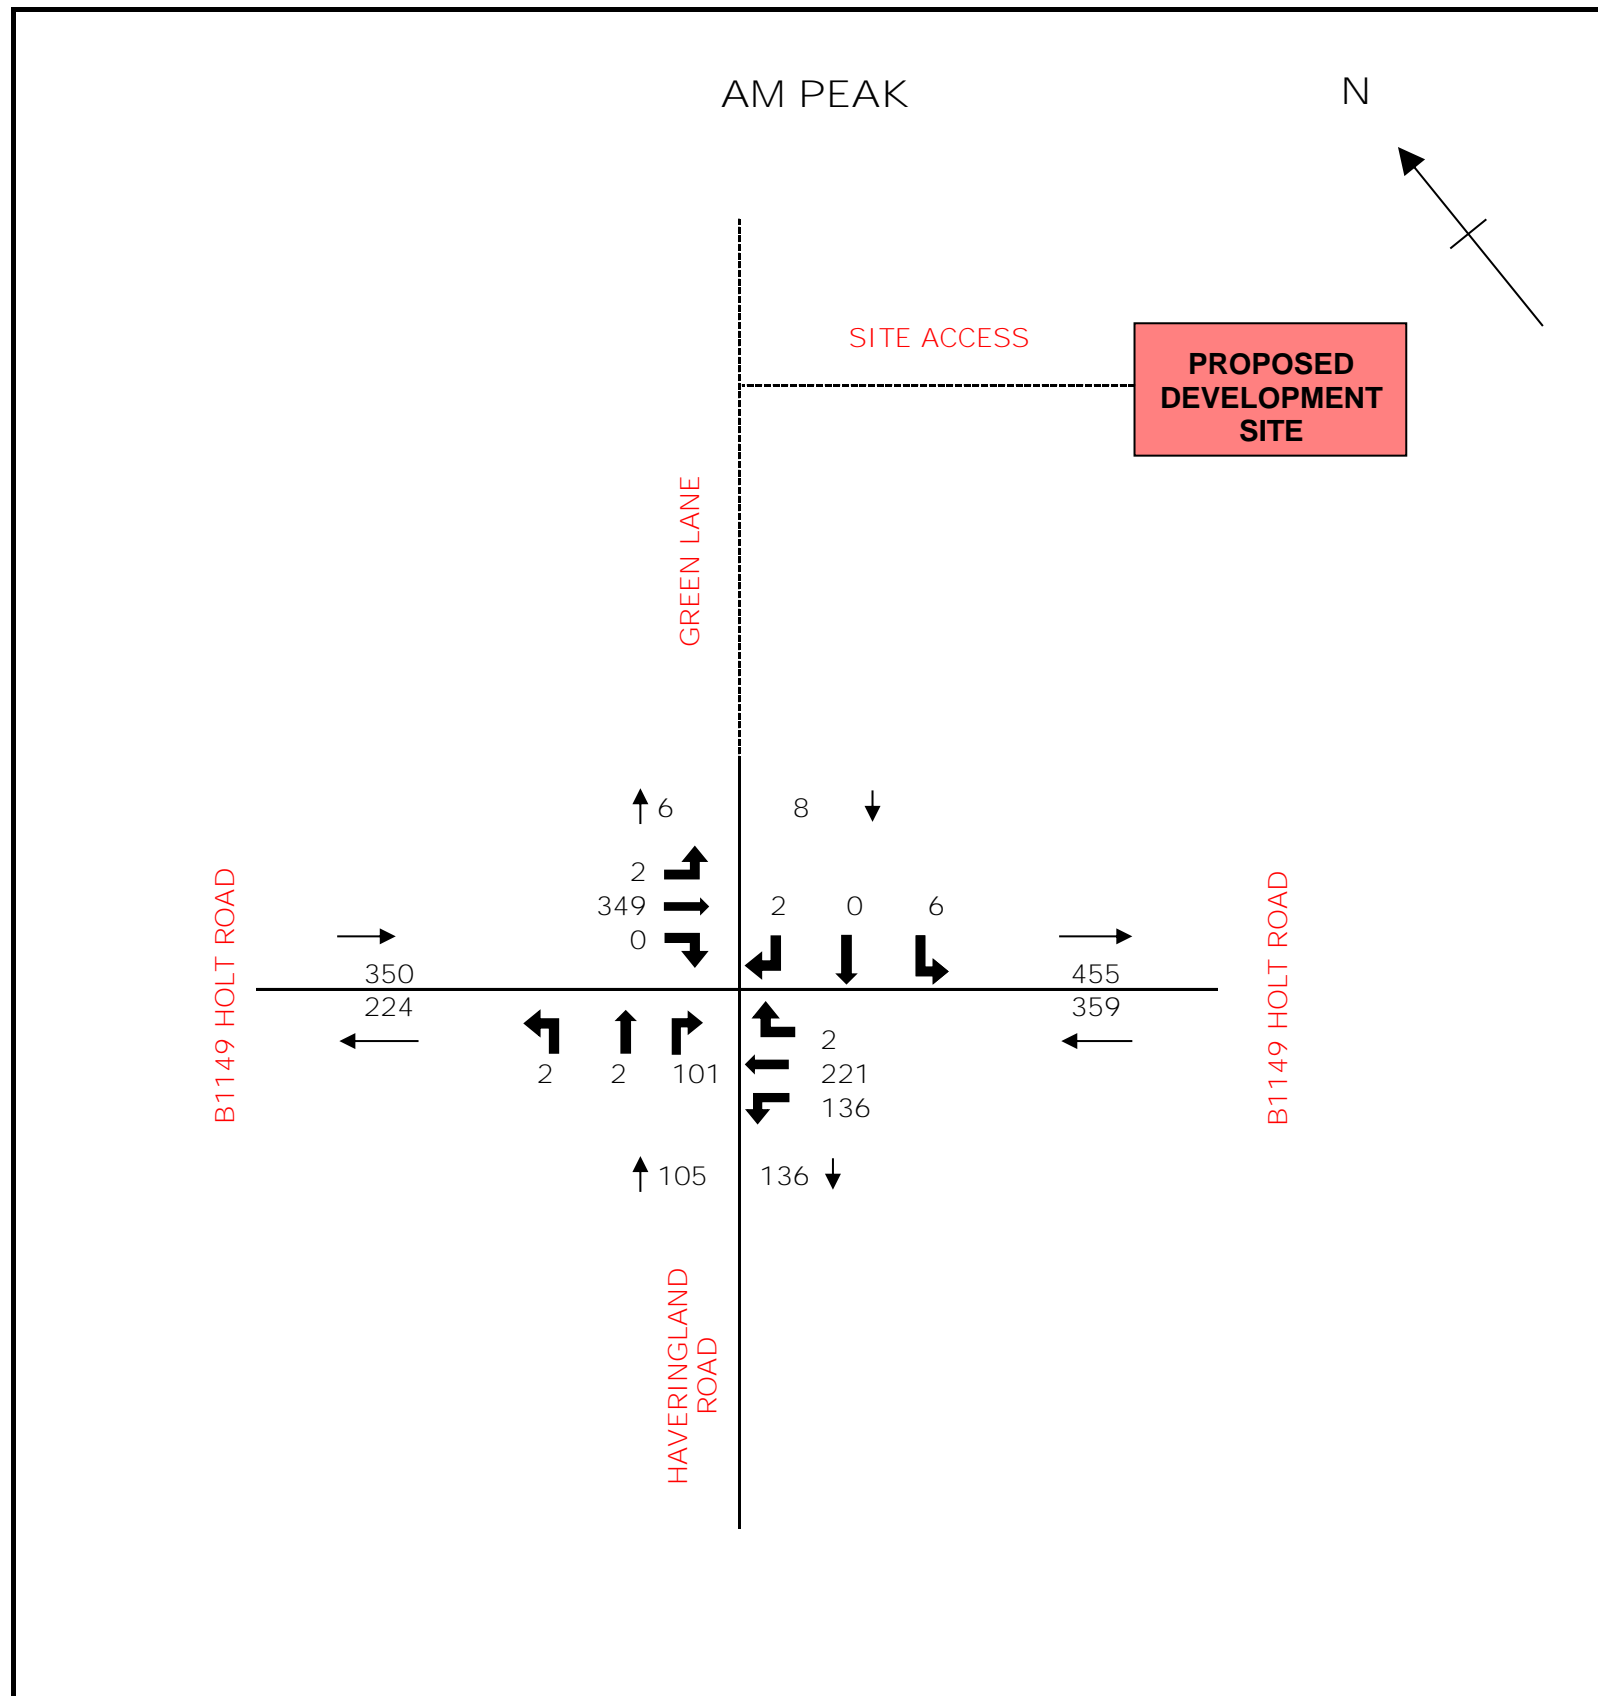 AM PEAK
N
SITE ACCESS
PROPOSED
DEVELOPMENT
SITE
GREEN LANE
6
8
2
349
0
2
0
6
B1149 HOLT ROAD
350
224
455
359
B1149 HOLT ROAD
2
2
101
2
221
136
105
136
HAVERINGLAND
ROAD